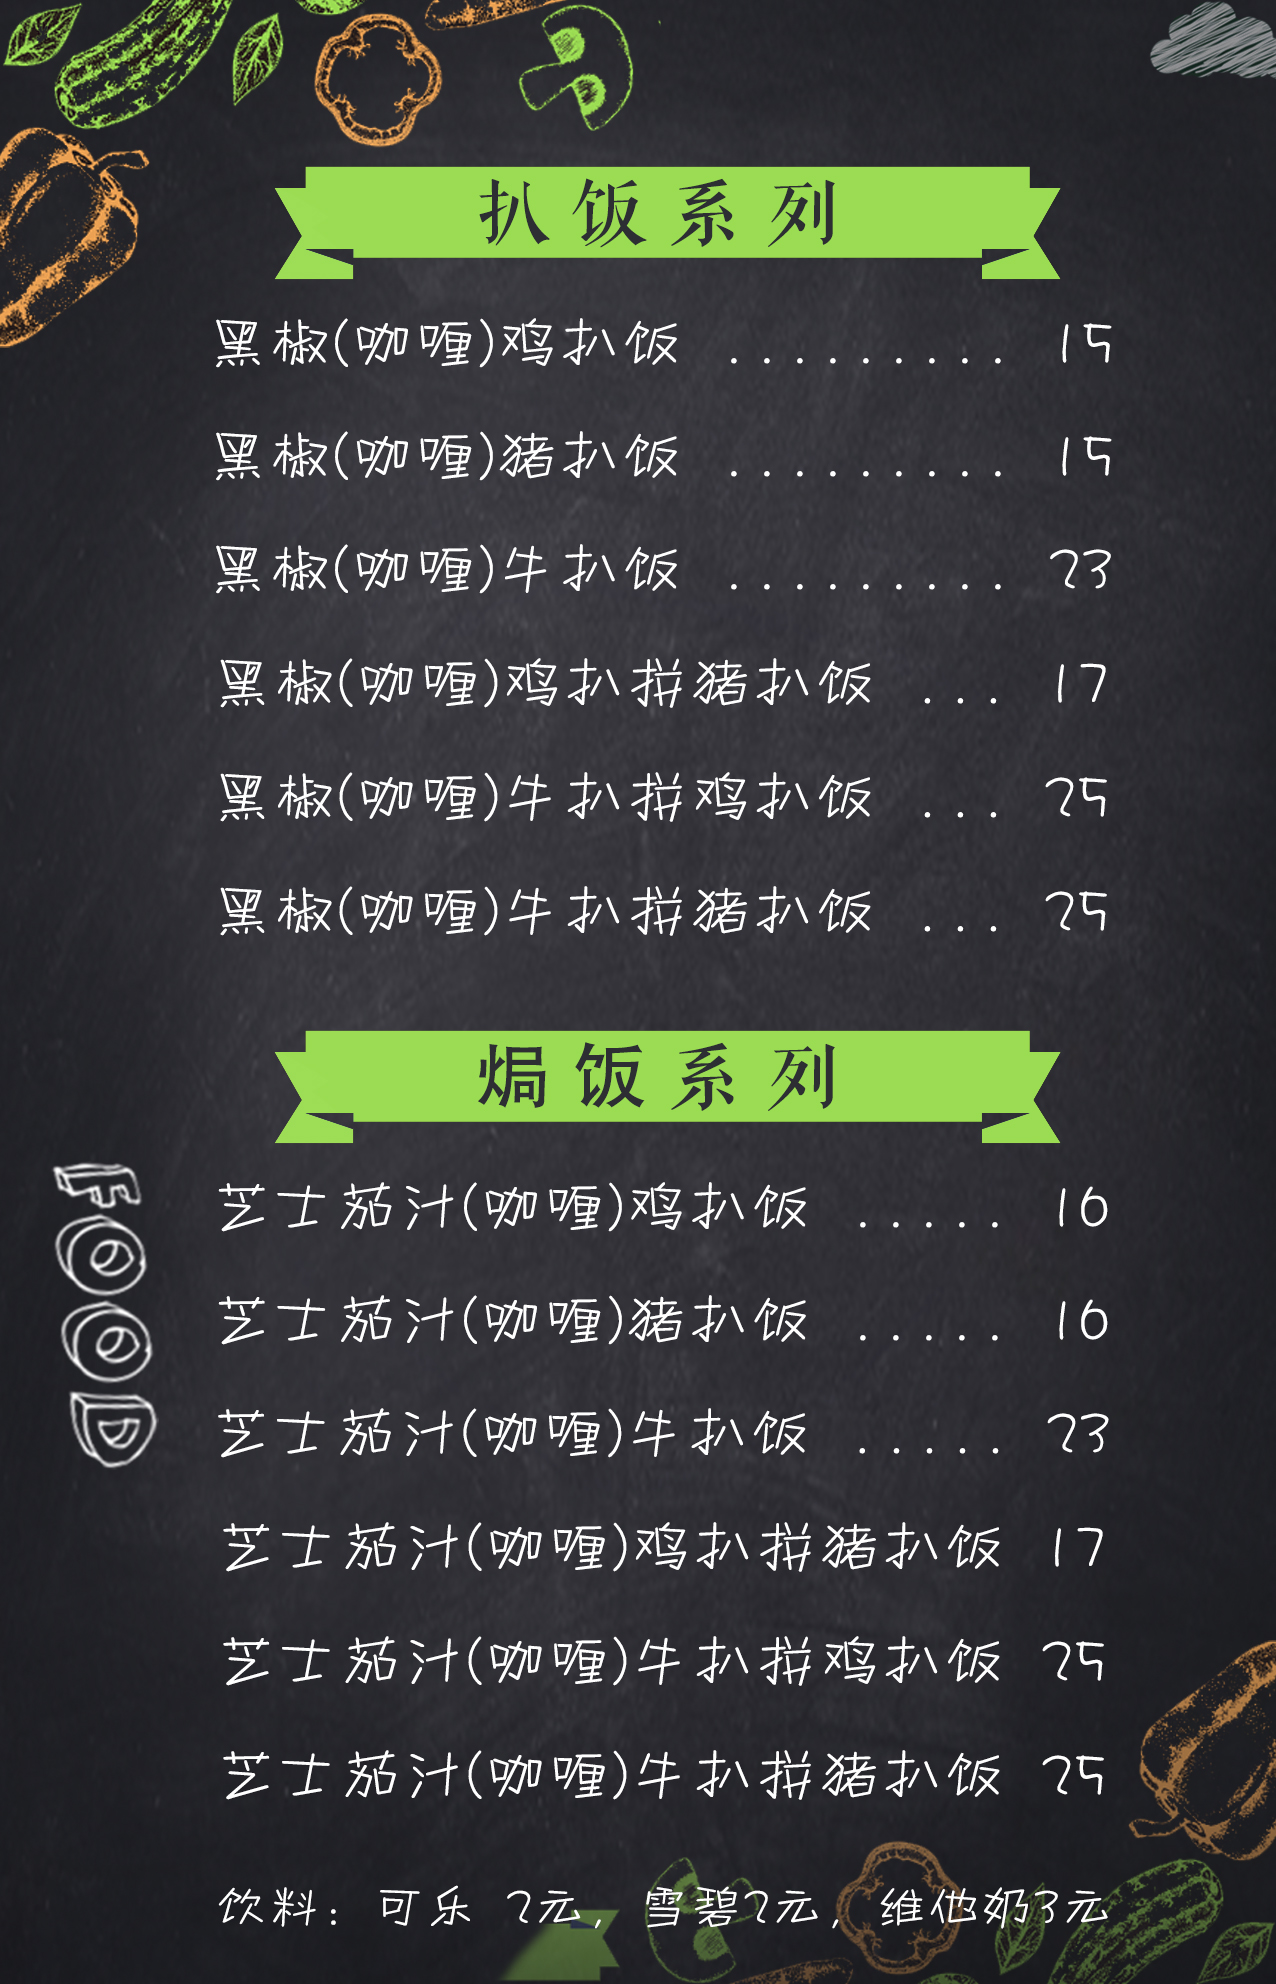 扒饭系列
黑椒(咖喱)鸡扒饭 ......... 15
黑椒(咖喱)猪扒饭 ......... 15
黑椒(咖喱)牛扒饭 ......... 23
黑椒(咖喱)鸡扒拼猪扒饭 ... 17
黑椒(咖喱)牛扒拼鸡扒饭 ... 25
黑椒(咖喱)牛扒拼猪扒饭 ... 25
焗饭系列
FOOD
芝士茄汁(咖喱)鸡扒饭 ..... 16
芝士茄汁(咖喱)猪扒饭 ..... 16
芝士茄汁(咖喱)牛扒饭 ..... 23
芝士茄汁(咖喱)鸡扒拼猪扒饭 17
芝士茄汁(咖喱)牛扒拼鸡扒饭 25
芝士茄汁(咖喱)牛扒拼猪扒饭 25
饮料：可乐 2元，雪碧2元，维他奶3元